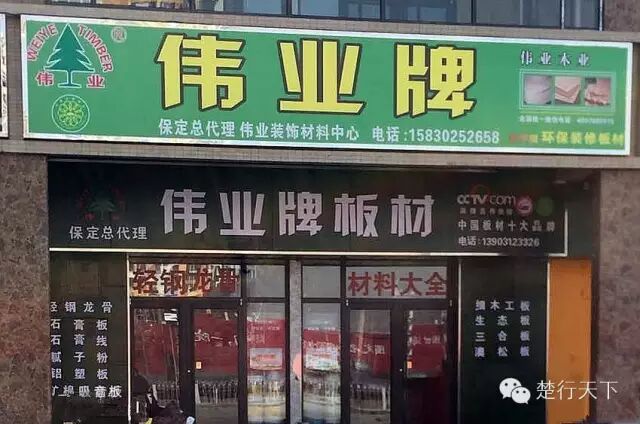 WEIYE TIMBER
伟 业
伟业牌
伟业木业
保定总代理 伟业装饰材料中心 电话:15830252658
环保装修板材
保定总代理
伟业牌板材
CCTV.com
中国板材十大品牌
电话:13903123326
轻钢龙骨
材料大全
轻钢龙骨
石膏板
石膏线
腻子粉
铝塑板
矿棉吸音板
细木工板
生态板
三合板
澳松板
楚行天下